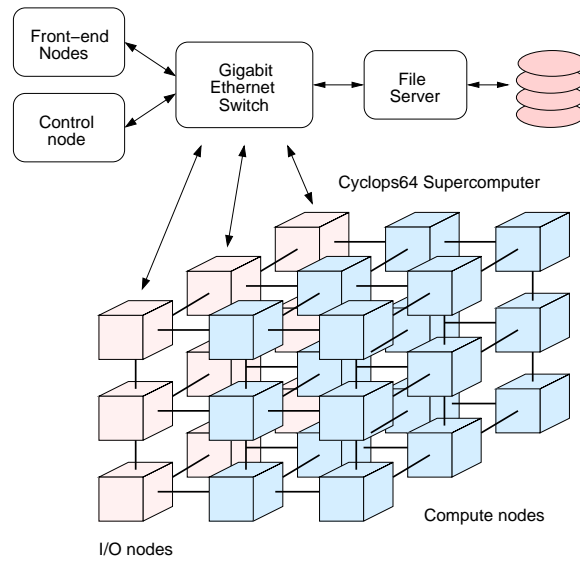 Front−end
Nodes
Control
node
Gigabit
Ethernet
Switch
File
Server
Cyclops64 Supercomputer
Compute nodes
I/O nodes